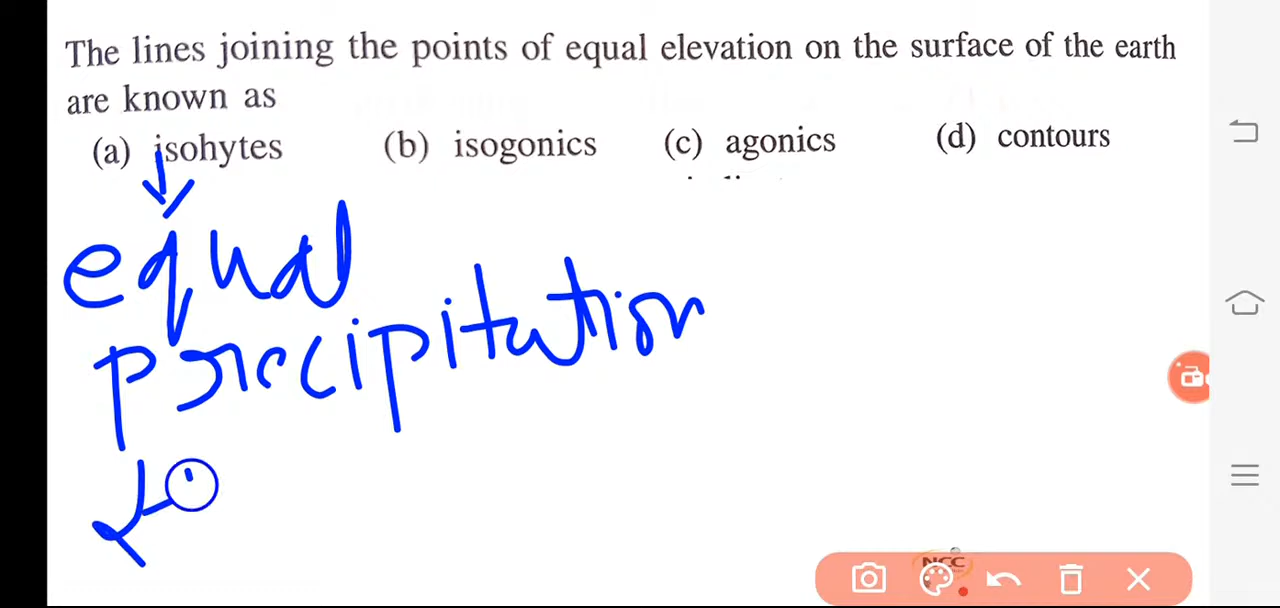 The lines joining the points of equal elevation on the surface of the earth
are known as
(a) isohytes (b) isogonics (c) agonics (d) contours
equal
precipitation
NCC